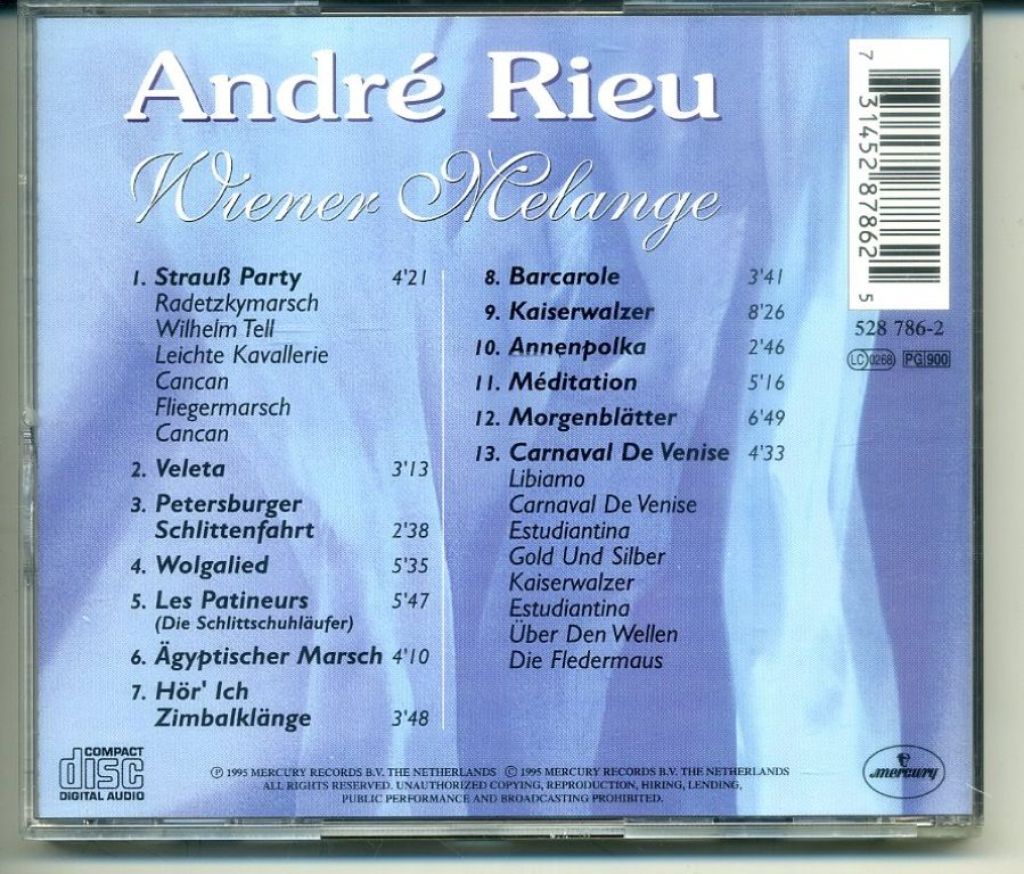 André Rieu
Wiener Melange
1. Strauß Party 4'21
Radetzkymarsch
Wilhelm Tell
Leichte Kavallerie
Cancan
Fliegermarsch
Cancan
2. Veleta 3'13
3. Petersburger
Schlittenfahrt 2'38
4. Wolgalied 5'35
5. Les Patineurs 5'47
(Die Schlittschuhläufer)
6. Ägyptischer Marsch 4'10
7. Hör' Ich
Zimbalklänge 3'48
8. Barcarole 3'41
9. Kaiserwalzer 8'26
10. Annenpolka 2'46
11. Méditation 5'16
12. Morgenblätter 6'49
13. Carnaval De Venise 4'33
Libiamo
Carnaval De Venise
Estudiantina
Gold Und Silber
Kaiserwalzer
Estudiantina
Über Den Wellen
Die Fledermaus
7 31452 87862 5
528 786-2
LC 0268 PG 900
COMPACT
disc
DIGITAL AUDIO
℗ 1995 MERCURY RECORDS B.V. THE NETHERLANDS © 1995 MERCURY RECORDS B.V. THE NETHERLANDS
ALL RIGHTS RESERVED. UNAUTHORIZED COPYING, REPRODUCTION, HIRING, LENDING,
PUBLIC PERFORMANCE AND BROADCASTING PROHIBITED.
mercury